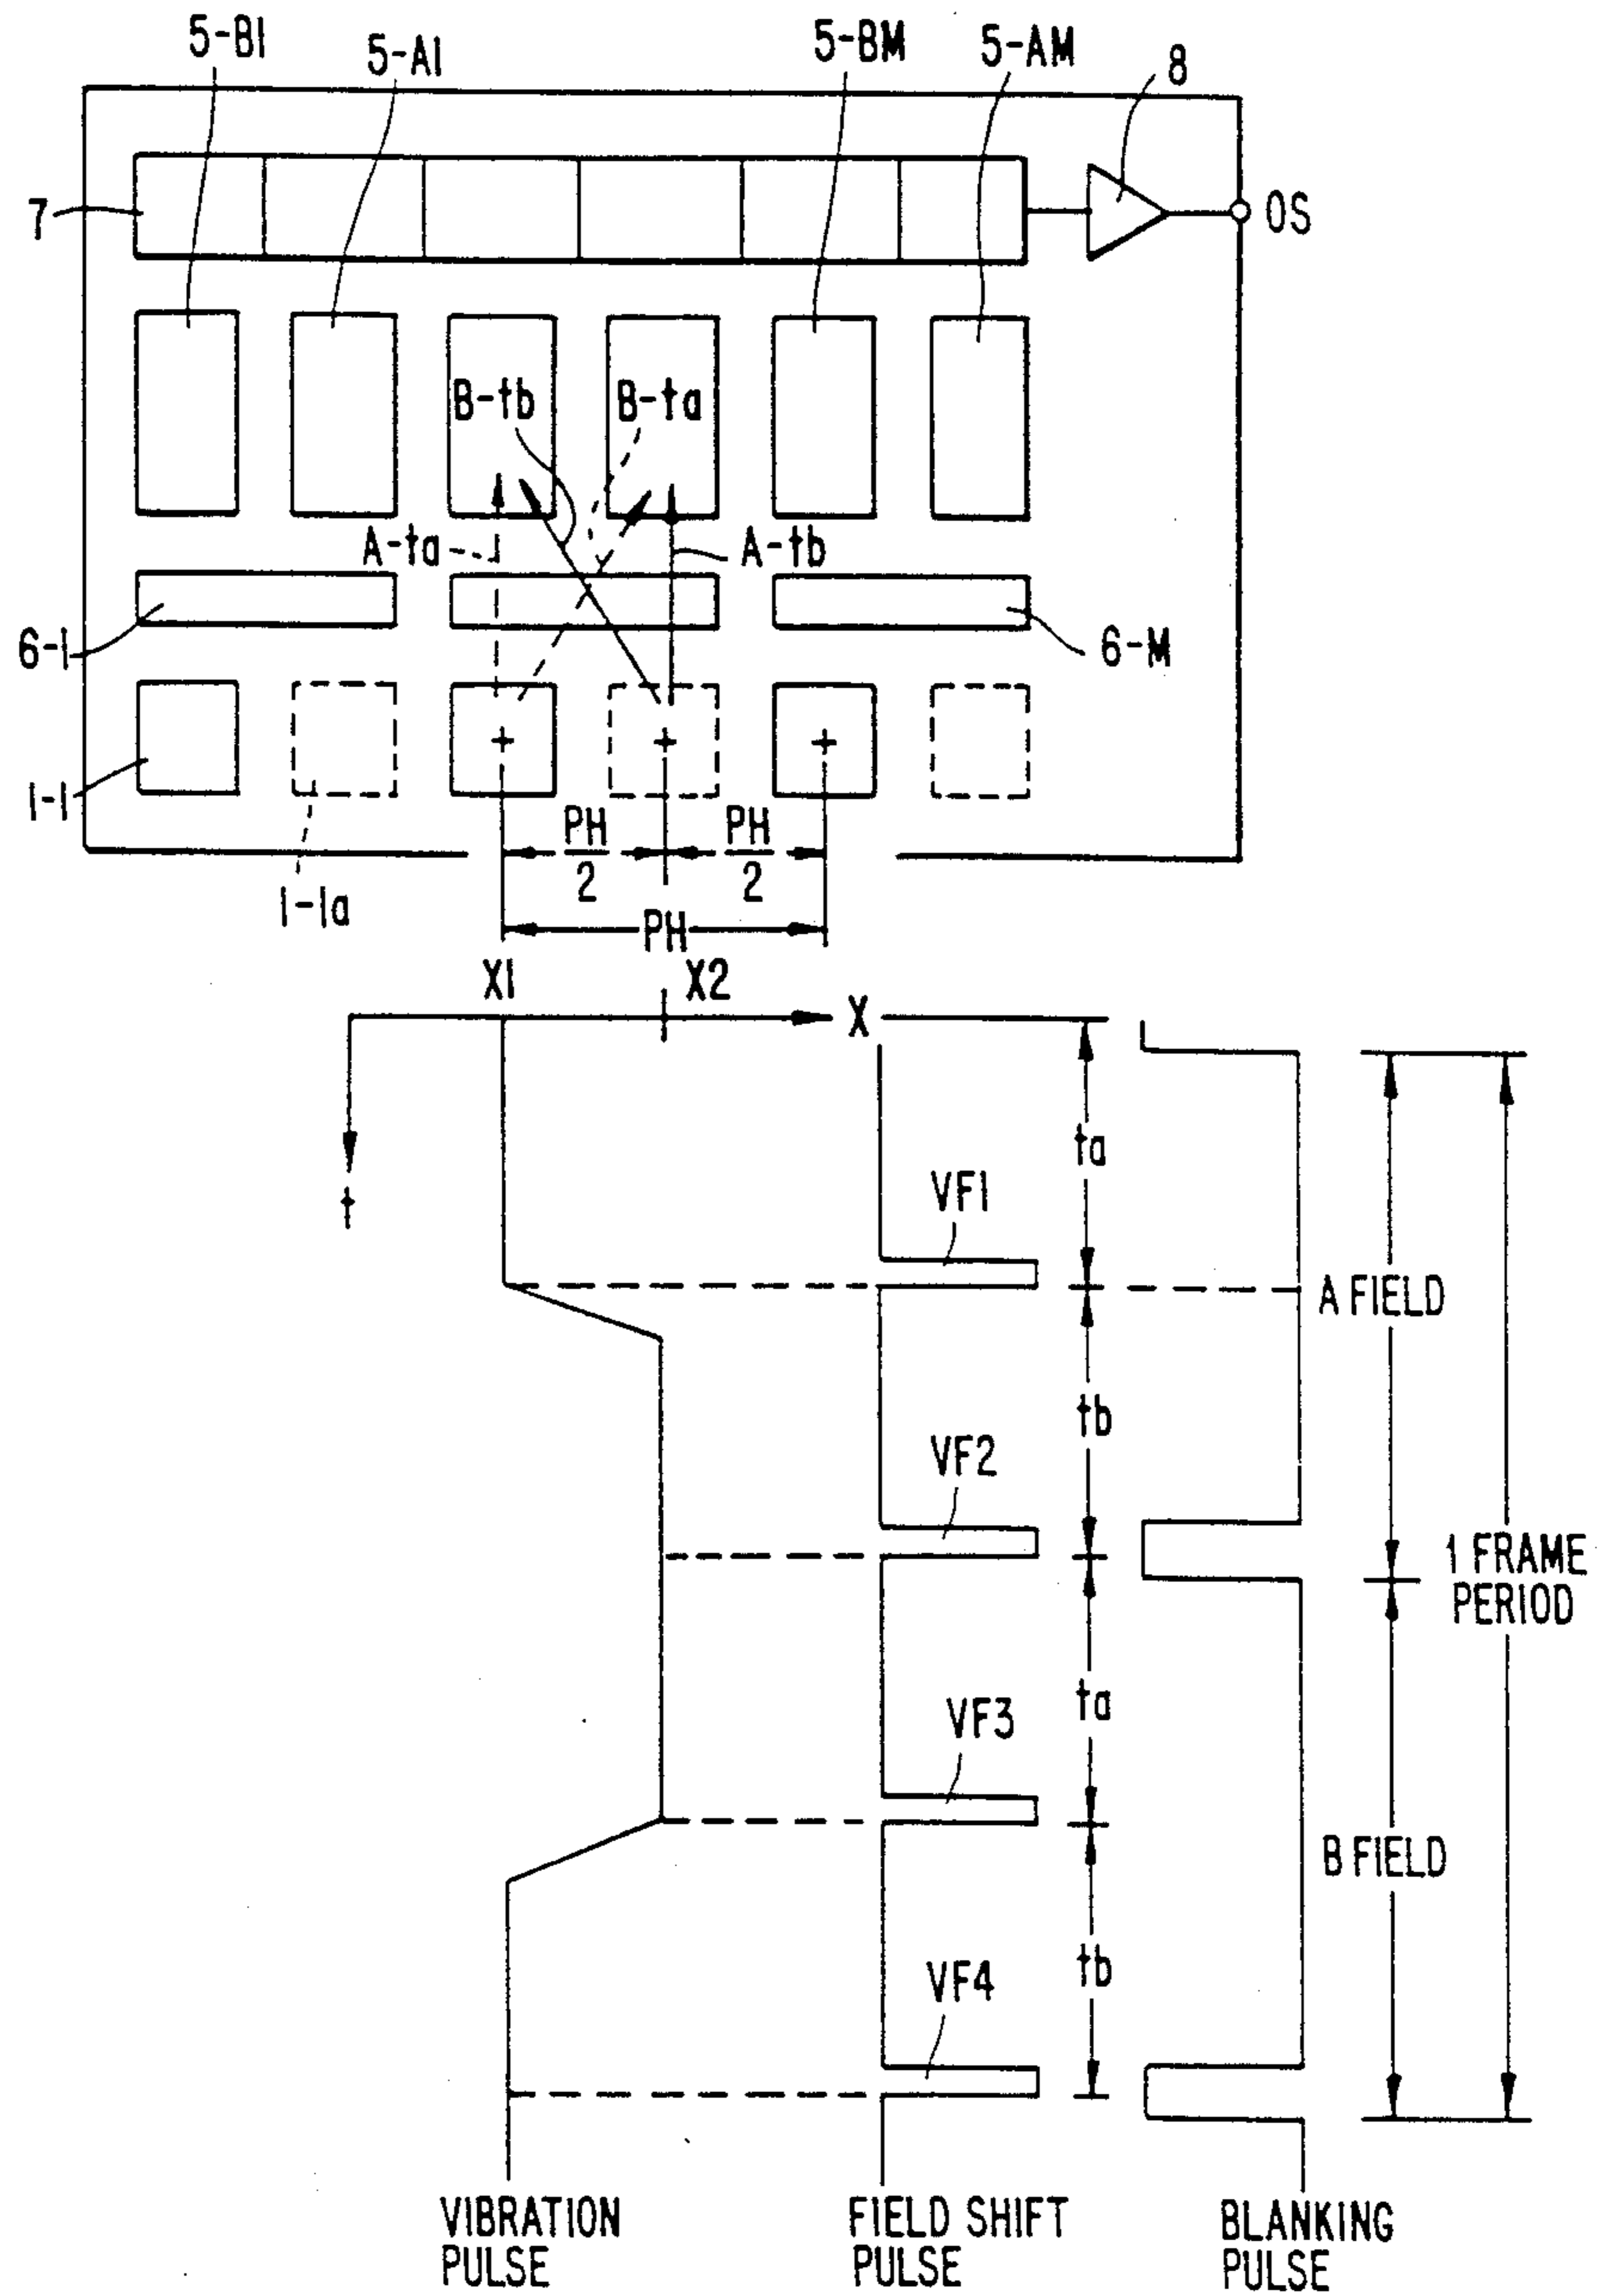 5-B1
5-A1
5-BM
5-AM
8
7
OS
B-tb
B-ta
A-ta
A-tb
6-1
6-M
1-1
1-1a
PH
2
PH
2
PH
X1
X2
X
t
ta
VF1
A FIELD
tb
VF2
1 FRAME
PERIOD
ta
VF3
B FIELD
tb
VF4
VIBRATION
PULSE
FIELD SHIFT
PULSE
BLANKING
PULSE